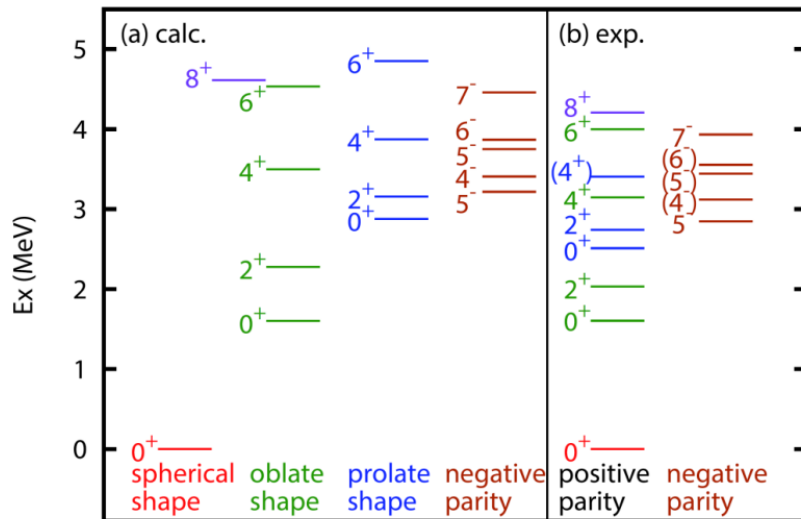 (a) calc.
(b) exp.
Ex (MeV)
5
4
3
2
1
0
8⁺
6⁺
4⁺
2⁺
0⁺
6⁺
4⁺
2⁺
0⁺
7⁻
6⁻
5⁻
4⁻
5⁻
0⁺
8⁺
6⁺
(4⁺)
4⁺
2⁺
0⁺
2⁺
0⁺
0⁺
7⁻
(6⁻)
(5⁻)
(4⁻)
5⁻
spherical
shape
oblate
shape
prolate
shape
negative
parity
positive
parity
negative
parity